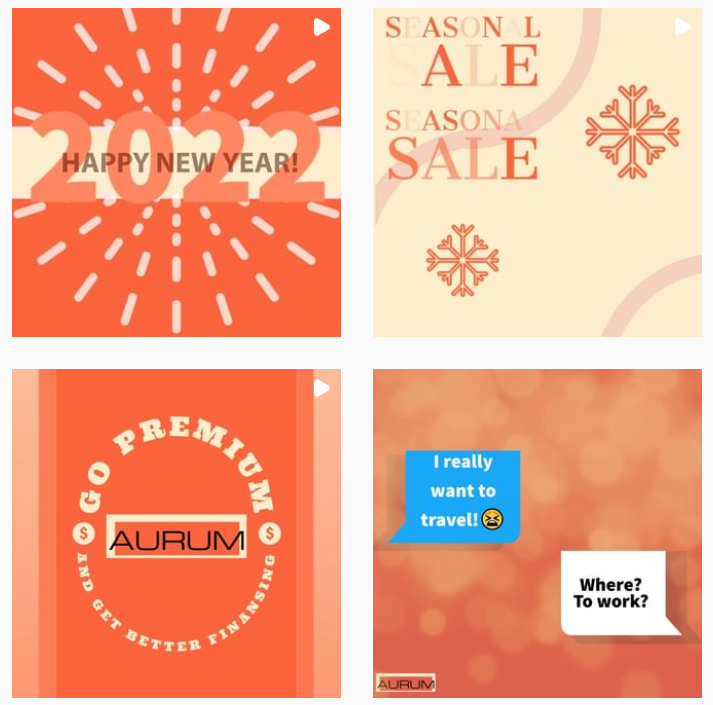 2022
HAPPY NEW YEAR!
SEASONAL
SALE
SEASONA
SALE
GO PREMIUM
$ AURUM $
AND GET BETTER FINANSING
I really
want to
travel! 😫
Where?
To work?
AURUM